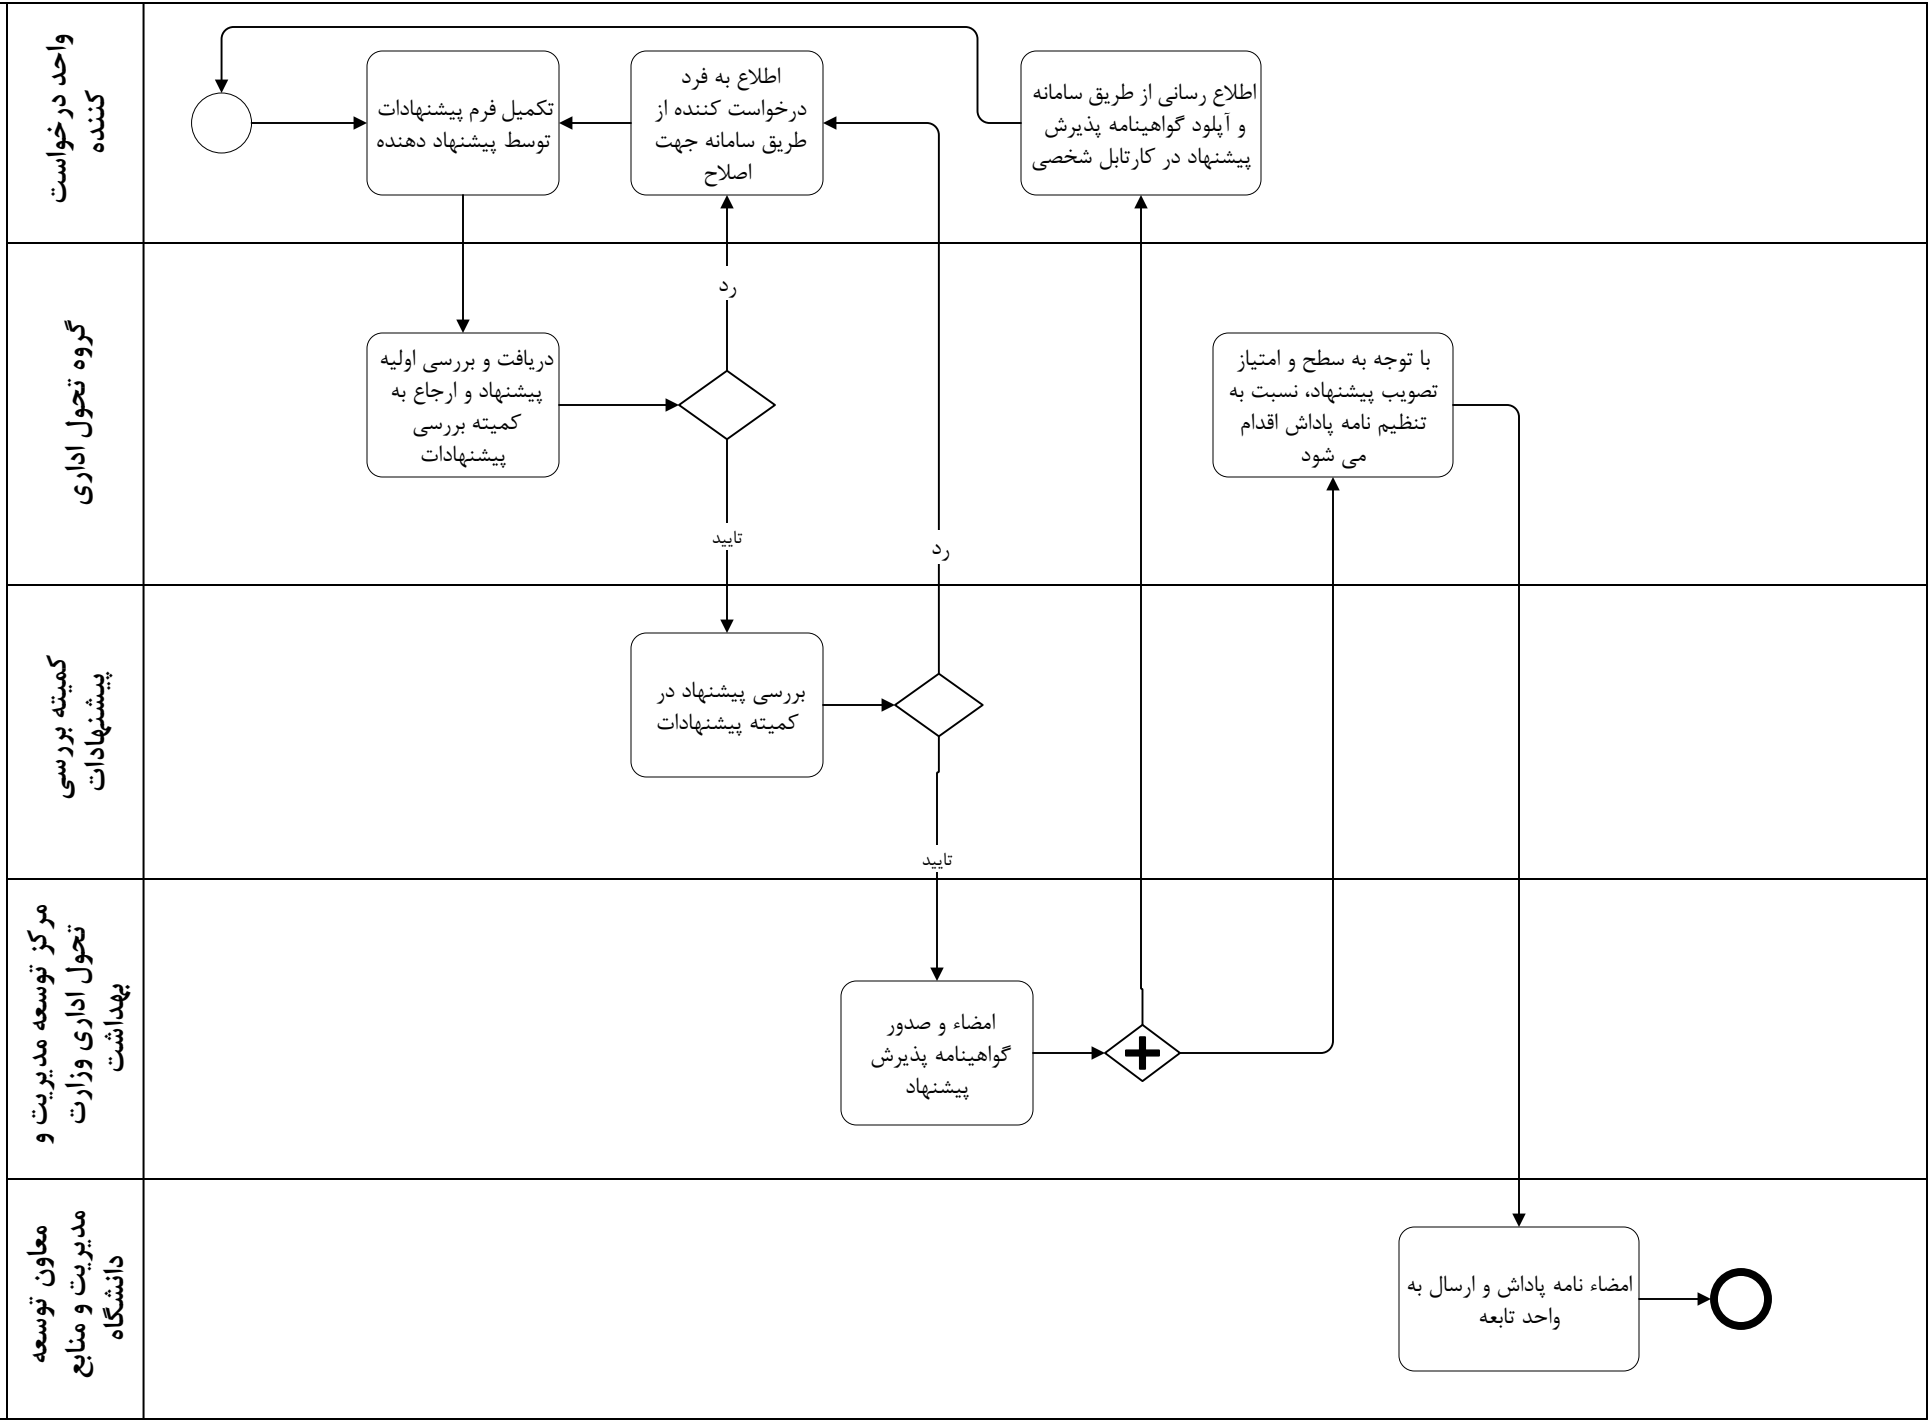 واحد درخواست
کننده
تکمیل فرم پیشنهادات
توسط پیشنهاد دهنده
اطلاع به فرد
درخواست کننده از
طریق سامانه جهت
اصلاح
اطلاع رسانی از طریق سامانه
و آپلود گواهینامه پذیرش
پیشنهاد در کارتابل شخصی
گروه تحول اداری
رد
دریافت و بررسی اولیه
پیشنهاد و ارجاع به
کمیته بررسی
پیشنهادات
با توجه به سطح و امتیاز
تصویب پیشنهاد، نسبت به
تنظیم نامه پاداش اقدام
می شود
تایید
رد
کمیته بررسی
پیشنهادات
بررسی پیشنهاد در
کمیته پیشنهادات
تایید
مرکز توسعه مدیریت و
تحول اداری وزارت
بهداشت
امضاء و صدور
گواهینامه پذیرش
پیشنهاد
معاون توسعه
مدیریت و منابع
دانشگاه
امضاء نامه پاداش و ارسال به
واحد تابعه